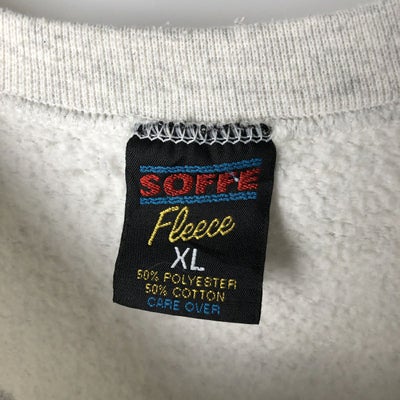 SOFFE
Fleece
XL
50% POLYESTER
50% COTTON
CARE OVER